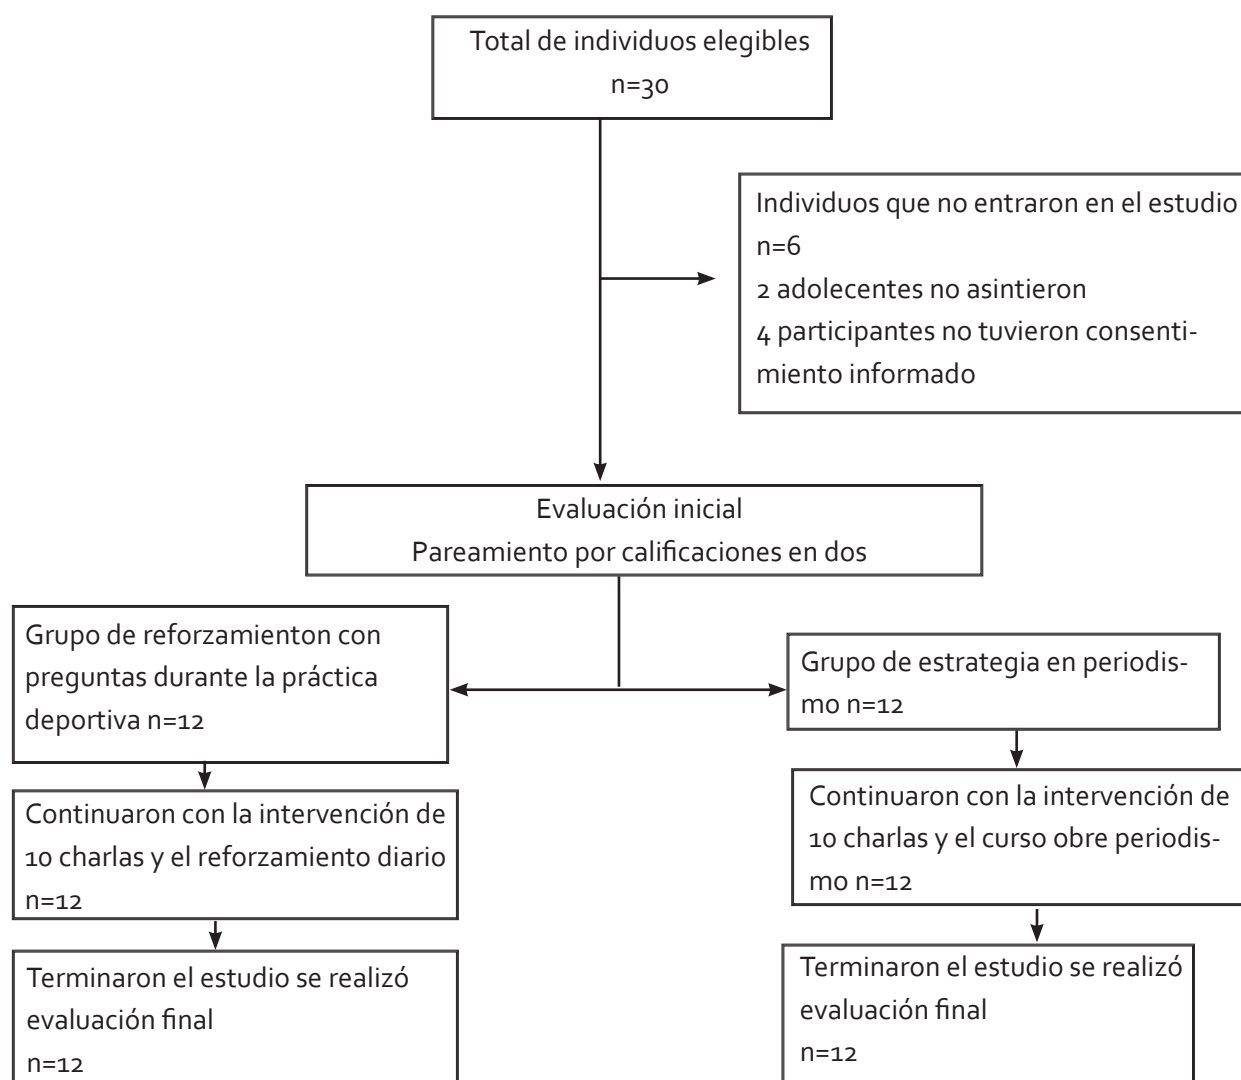 Total de individuos elegibles
n=30
Individuos que no entraron en el estudio
n=6
2 adolecentes no asintieron
4 participantes no tuvieron consenti-
miento informado
Evaluación inicial
Pareamiento por calificaciones en dos
Grupo de reforzamienton con
preguntas durante la práctica
deportiva n=12
Grupo de estrategia en periodis-
mo n=12
Continuaron con la intervención de
10 charlas y el reforzamiento diario
n=12
Continuaron con la intervención de
10 charlas y el curso obre periodis-
mo n=12
Terminaron el estudio se realizó
evaluación final
n=12
Terminaron el estudio se realizó
evaluación final
n=12